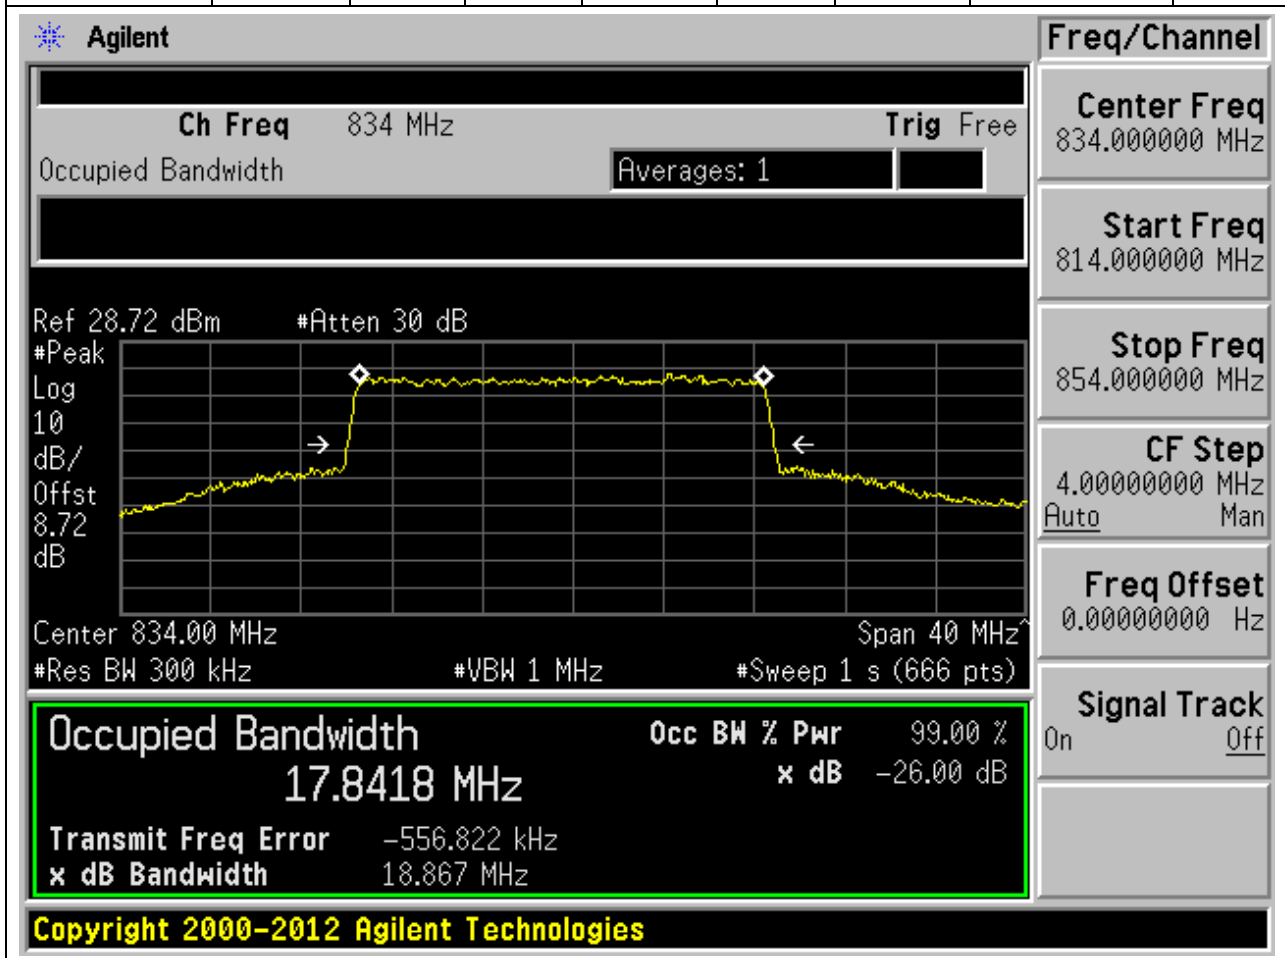 Agilent
Freq/Channel
Ch Freq 834 MHz Trig Free
Occupied Bandwidth Averages: 1
Center Freq
834.000000 MHz
Start Freq
814.000000 MHz
Stop Freq
854.000000 MHz
CF Step
4.00000000 MHz
Auto Man
Freq Offset
0.00000000 Hz
Signal Track
On Off
Ref 28.72 dBm #Atten 30 dB
#Peak
Log
10
dB/
Offst
8.72
dB
Center 834.00 MHz Span 40 MHz^
#Res BW 300 kHz #VBW 1 MHz #Sweep 1 s (666 pts)
Occupied Bandwidth Occ BW % Pwr 99.00 %
17.8418 MHz x dB -26.00 dB
Transmit Freq Error -556.822 kHz
x dB Bandwidth 18.867 MHz
Copyright 2000-2012 Agilent Technologies